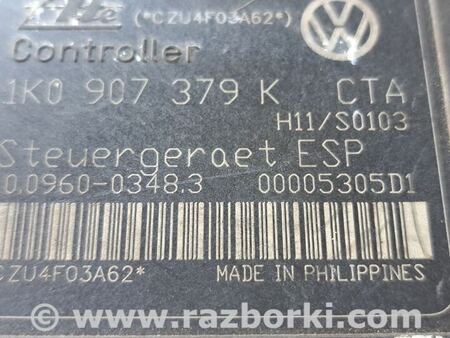 Ate (*CZU4F03A62*)
Controller
1K0 907 379 K CTA
H11/S0103
Steuergeraet ESP
0.0960-0348.3 00005305D1
CZU4F03A62* MADE IN PHILIPPINES
www.razborki.com